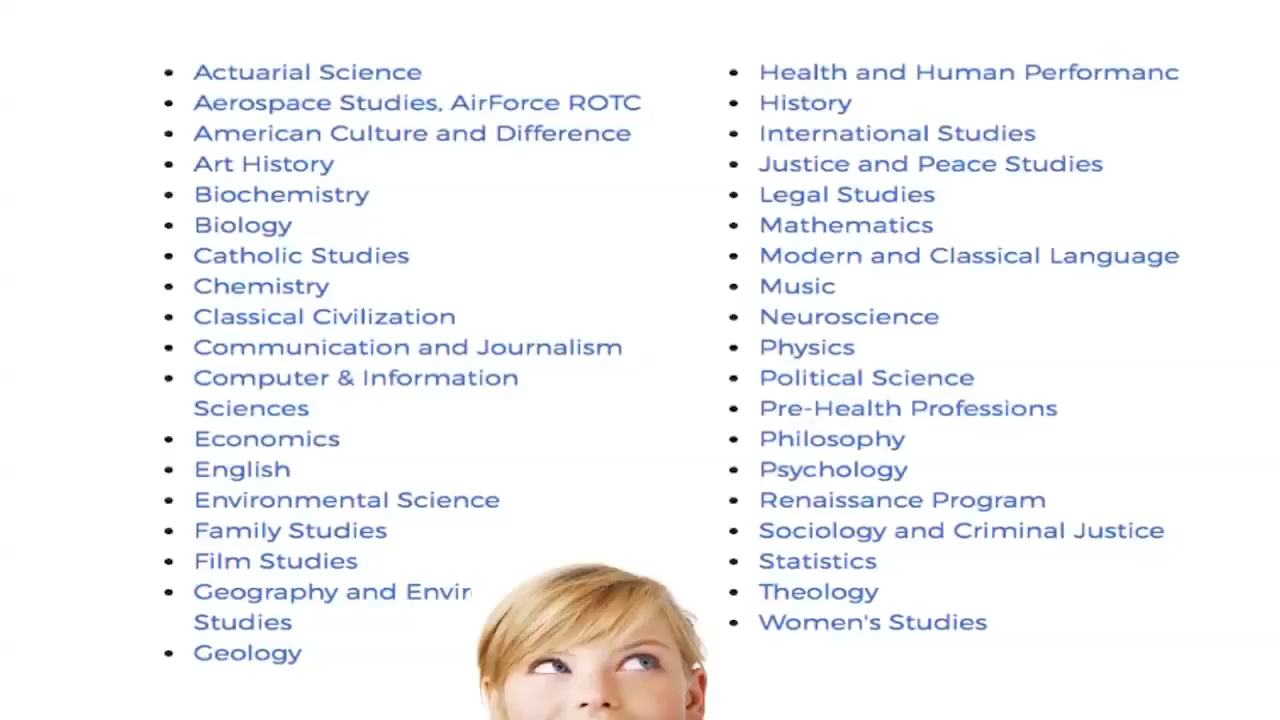 Actuarial Science
Aerospace Studies, AirForce ROTC
American Culture and Difference
Art History
Biochemistry
Biology
Catholic Studies
Chemistry
Classical Civilization
Communication and Journalism
Computer & Information
Sciences
Economics
English
Environmental Science
Family Studies
Film Studies
Geography and Envir
Studies
Geology
Health and Human Performanc
History
International Studies
Justice and Peace Studies
Legal Studies
Mathematics
Modern and Classical Language
Music
Neuroscience
Physics
Political Science
Pre-Health Professions
Philosophy
Psychology
Renaissance Program
Sociology and Criminal Justice
Statistics
Theology
Women's Studies